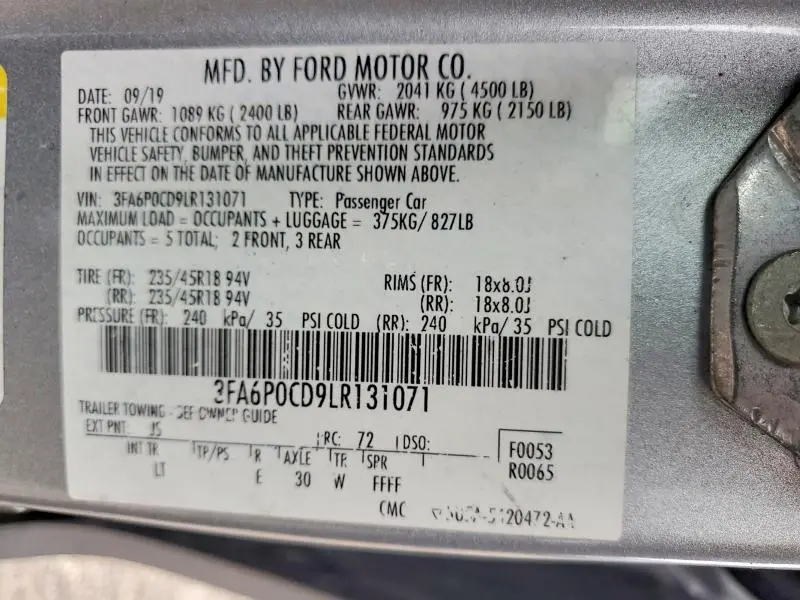 MFD. BY FORD MOTOR CO.
DATE: 09/19 GVWR: 2041 KG ( 4500 LB)
FRONT GAWR: 1089 KG ( 2400 LB) REAR GAWR: 975 KG ( 2150 LB)
THIS VEHICLE CONFORMS TO ALL APPLICABLE FEDERAL MOTOR
VEHICLE SAFETY, BUMPER, AND THEFT PREVENTION STANDARDS
IN EFFECT ON THE DATE OF MANUFACTURE SHOWN ABOVE.
VIN: 3FA6P0CD9LR131071 TYPE: Passenger Car
MAXIMUM LOAD = OCCUPANTS + LUGGAGE = 375KG/ 827LB
OCCUPANTS = 5 TOTAL; 2 FRONT, 3 REAR
TIRE (FR): 235/45R18 94V RIMS (FR): 18x8.0J
(RR): 235/45R18 94V (RR): 18x8.0J
PRESSURE (FR): 240 kPa/ 35 PSI COLD (RR): 240 kPa/ 35 PSI COLD
3FA6P0CD9LR131071
TRAILER TOWING - SEE OWNER GUIDE
EXT PNT: JS RC: 72 DSO: F0053
INT TR TP/PS R AXLE TR SPR R0065
LT E 30 W FFFF
CMC